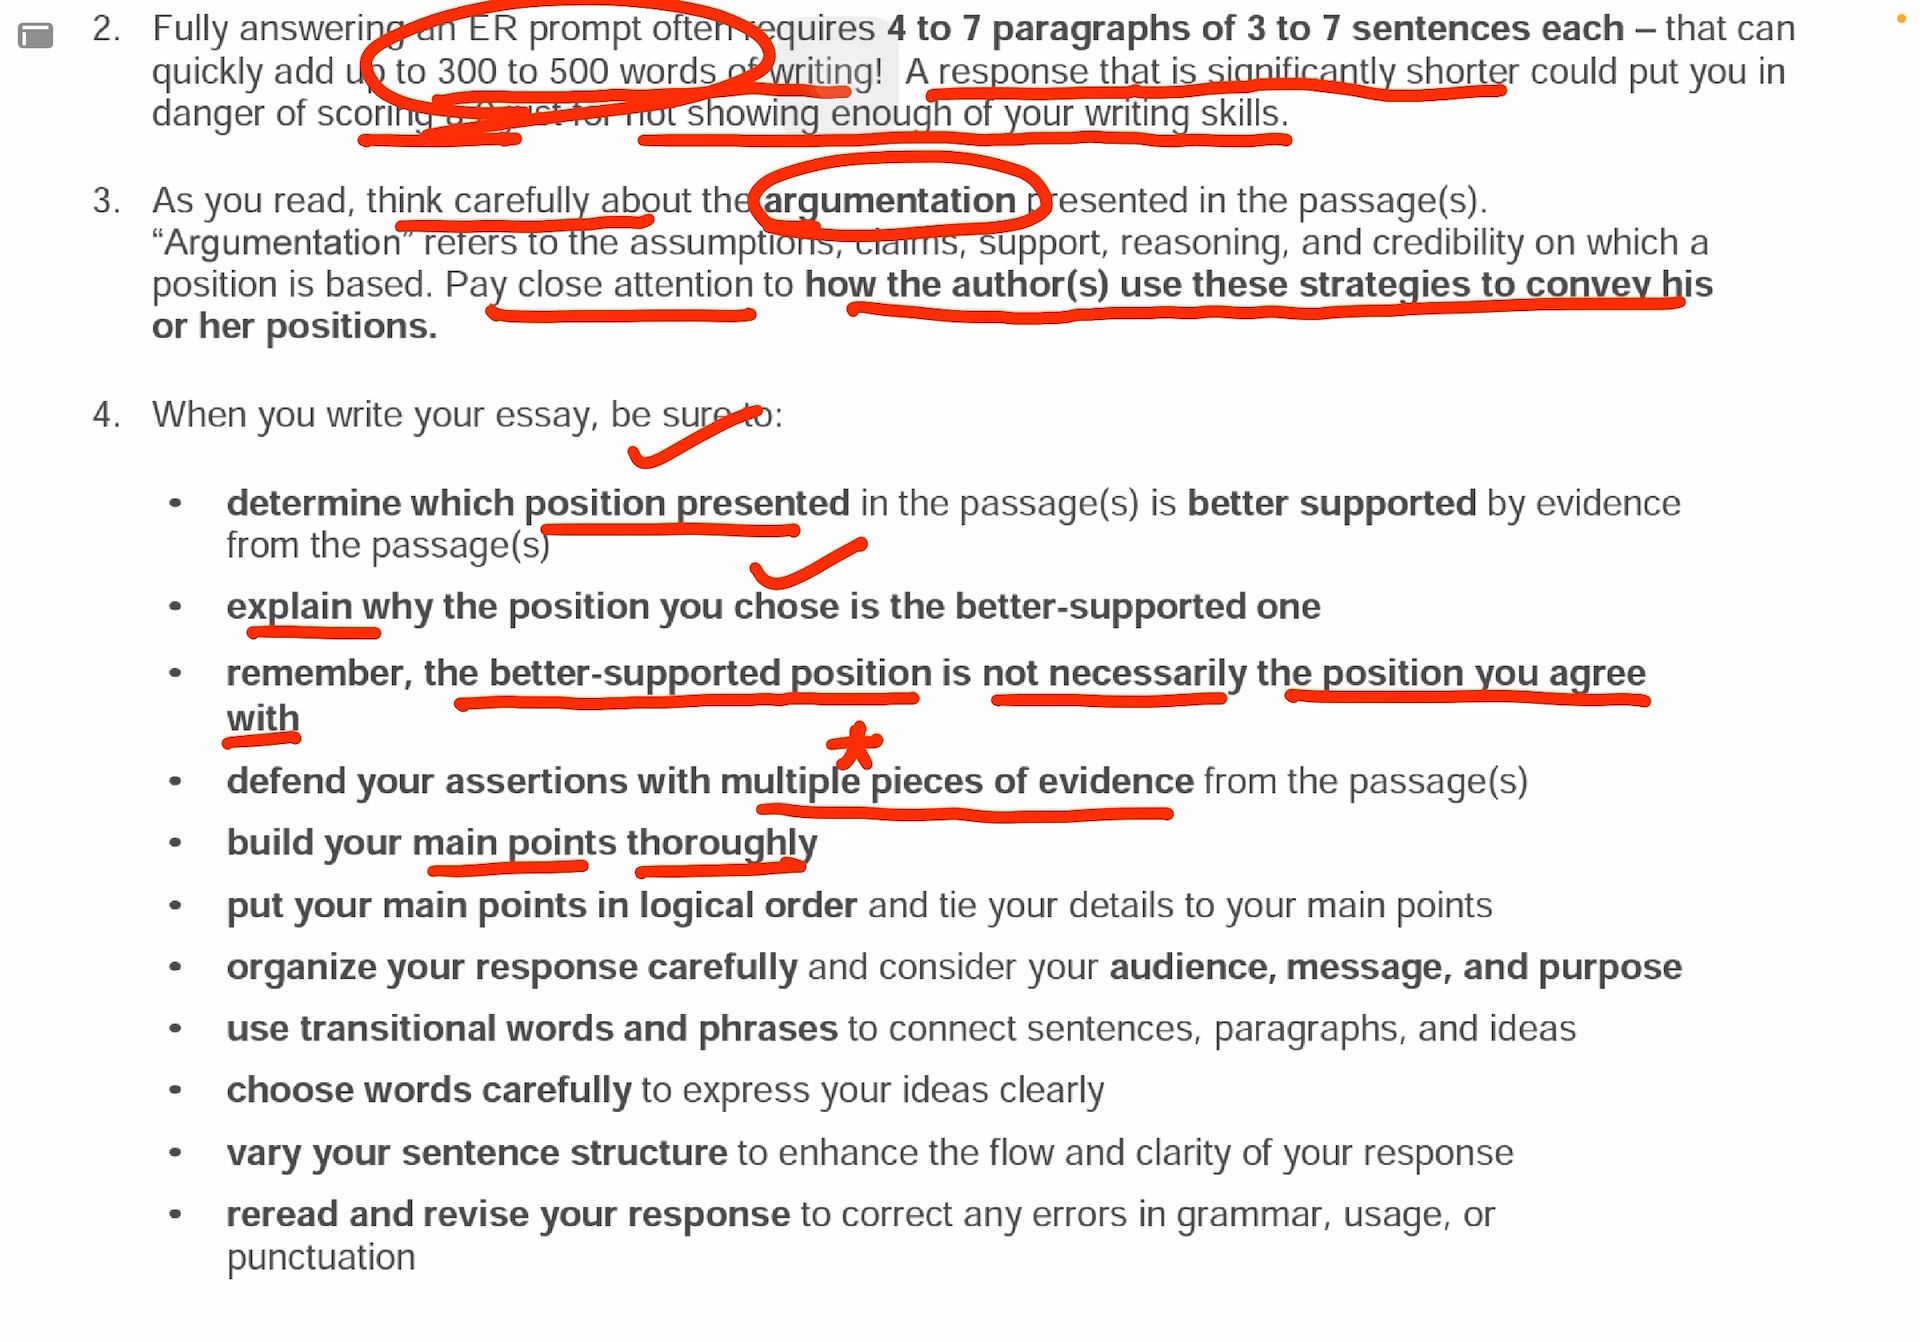 2. Fully answering an ER prompt often requires 4 to 7 paragraphs of 3 to 7 sentences each – that can
quickly add up to 300 to 500 words of writing! A response that is significantly shorter could put you in
danger of scoring a 0 just for not showing enough of your writing skills.
3. As you read, think carefully about the argumentation presented in the passage(s).
“Argumentation” refers to the assumptions, claims, support, reasoning, and credibility on which a
position is based. Pay close attention to how the author(s) use these strategies to convey his
or her positions.
4. When you write your essay, be sure to:
• determine which position presented in the passage(s) is better supported by evidence
from the passage(s)
• explain why the position you chose is the better-supported one
• remember, the better-supported position is not necessarily the position you agree
with
• defend your assertions with multiple pieces of evidence from the passage(s)
• build your main points thoroughly
• put your main points in logical order and tie your details to your main points
• organize your response carefully and consider your audience, message, and purpose
• use transitional words and phrases to connect sentences, paragraphs, and ideas
• choose words carefully to express your ideas clearly
• vary your sentence structure to enhance the flow and clarity of your response
• reread and revise your response to correct any errors in grammar, usage, or
punctuation